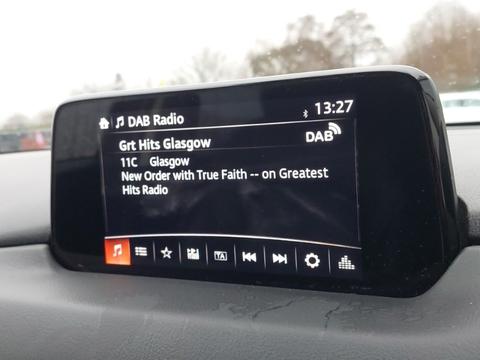 DAB Radio 13:27
Grt Hits Glasgow DAB
11C Glasgow
New Order with True Faith -- on Greatest
Hits Radio
TA